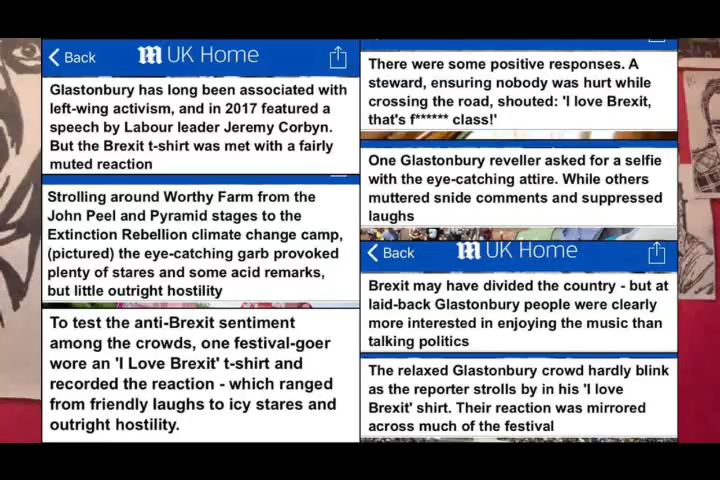 Back
UK Home
Glastonbury has long been associated with
left-wing activism, and in 2017 featured a
speech by Labour leader Jeremy Corbyn.
But the Brexit t-shirt was met with a fairly
muted reaction
Strolling around Worthy Farm from the
John Peel and Pyramid stages to the
Extinction Rebellion climate change camp,
(pictured) the eye-catching garb provoked
plenty of stares and some acid remarks,
but little outright hostility
To test the anti-Brexit sentiment
among the crowds, one festival-goer
wore an 'I Love Brexit' t-shirt and
recorded the reaction - which ranged
from friendly laughs to icy stares and
outright hostility.
There were some positive responses. A
steward, ensuring nobody was hurt while
crossing the road, shouted: 'I love Brexit,
that's f****** class!'
One Glastonbury reveller asked for a selfie
with the eye-catching attire. While others
muttered snide comments and suppressed
laughs
Back
UK Home
Brexit may have divided the country - but at
laid-back Glastonbury people were clearly
more interested in enjoying the music than
talking politics
The relaxed Glastonbury crowd hardly blink
as the reporter strolls by in his 'I love
Brexit' shirt. Their reaction was mirrored
across much of the festival